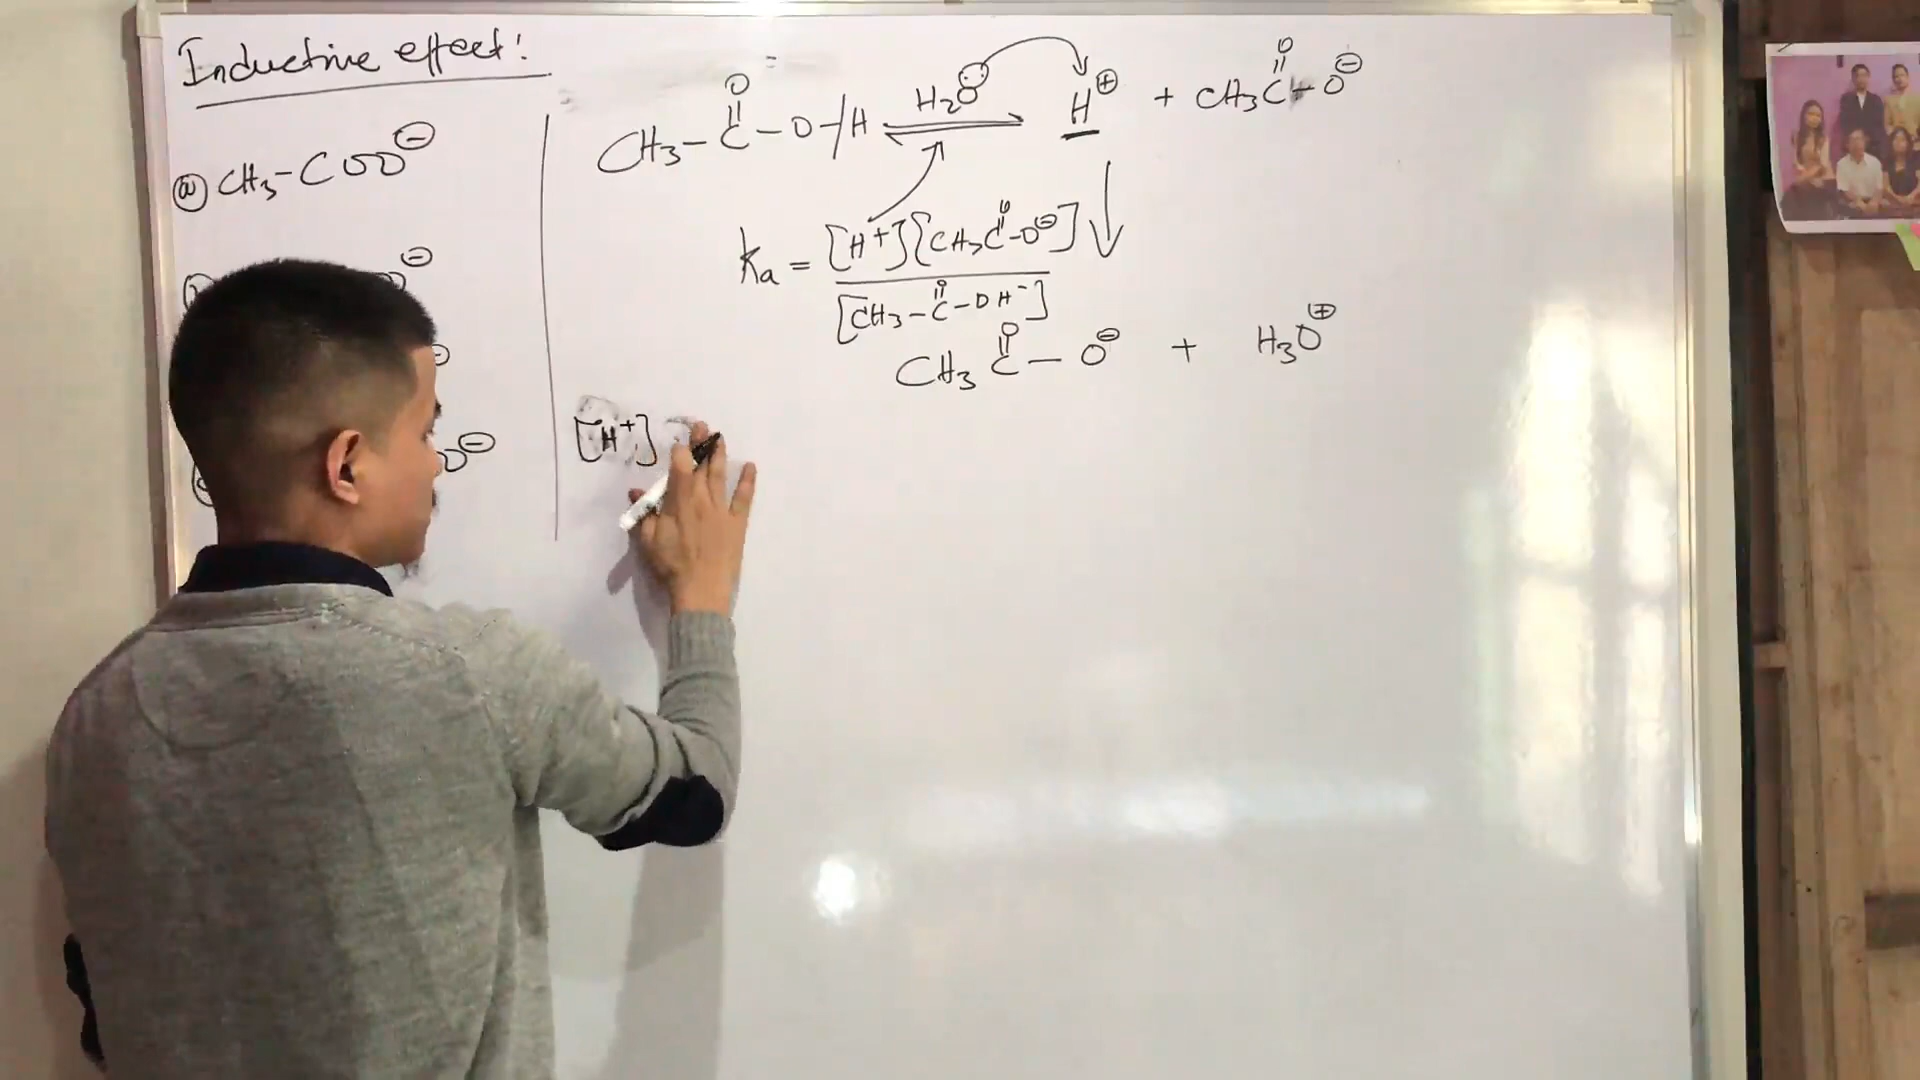 Inductive effect!
ⓐ CH₃-COO⊖
⊖
⊖
O⊖
O
||
CH₃-C-O-/H ⇌ H⊕ + CH₃C-O⊖
H₂O
O
||
Ka = [H⁺][CH₃C-O⊖]
O
||
[CH₃-C-OH⁻]
O
||
CH₃ C-O⊖ + H₃O⊕
[H⁺]